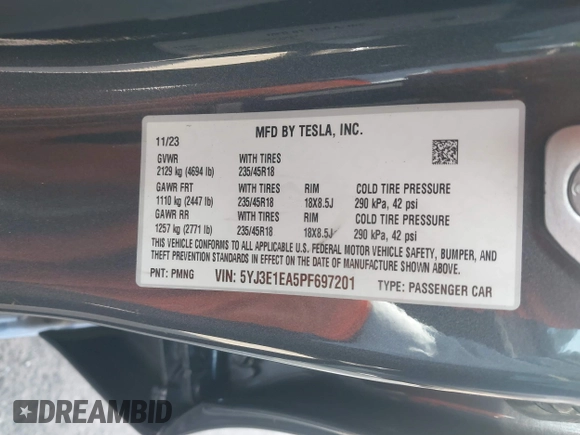 MFD BY TESLA, INC.
11/23
GVWR WITH TIRES
2129 kg (4694 lb) 235/45R18
GAWR FRT WITH TIRES RIM COLD TIRE PRESSURE
1110 kg (2447 lb) 235/45R18 18X8.5J 290 kPa, 42 psi
GAWR RR WITH TIRES RIM COLD TIRE PRESSURE
1257 kg (2771 lb) 235/45R18 18X8.5J 290 kPa, 42 psi
THIS VEHICLE CONFORMS TO ALL APPLICABLE U.S. FEDERAL MOTOR VEHICLE SAFETY, BUMPER, AND
THEFT PREVENTION STANDARDS IN EFFECT ON THE DATE OF MANUFACTURE SHOWN ABOVE.
PNT: PMNG VIN: 5YJ3E1EA5PF697201 TYPE: PASSENGER CAR
DREAMBID